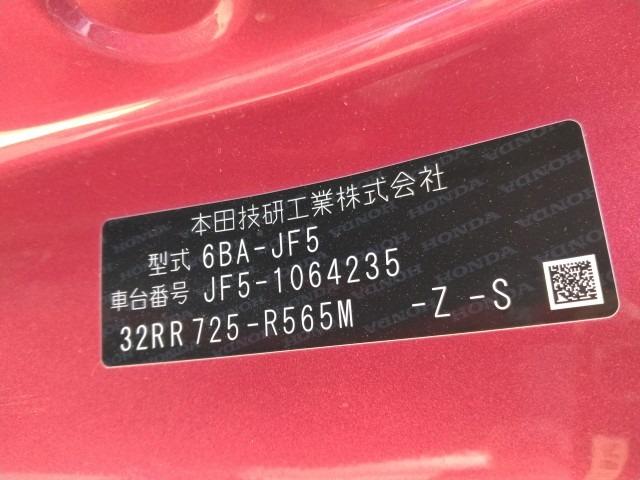 本田技研工業株式会社
型式 6BA-JF5
車台番号 JF5-1064235
32RR 725-R565M -Z -S